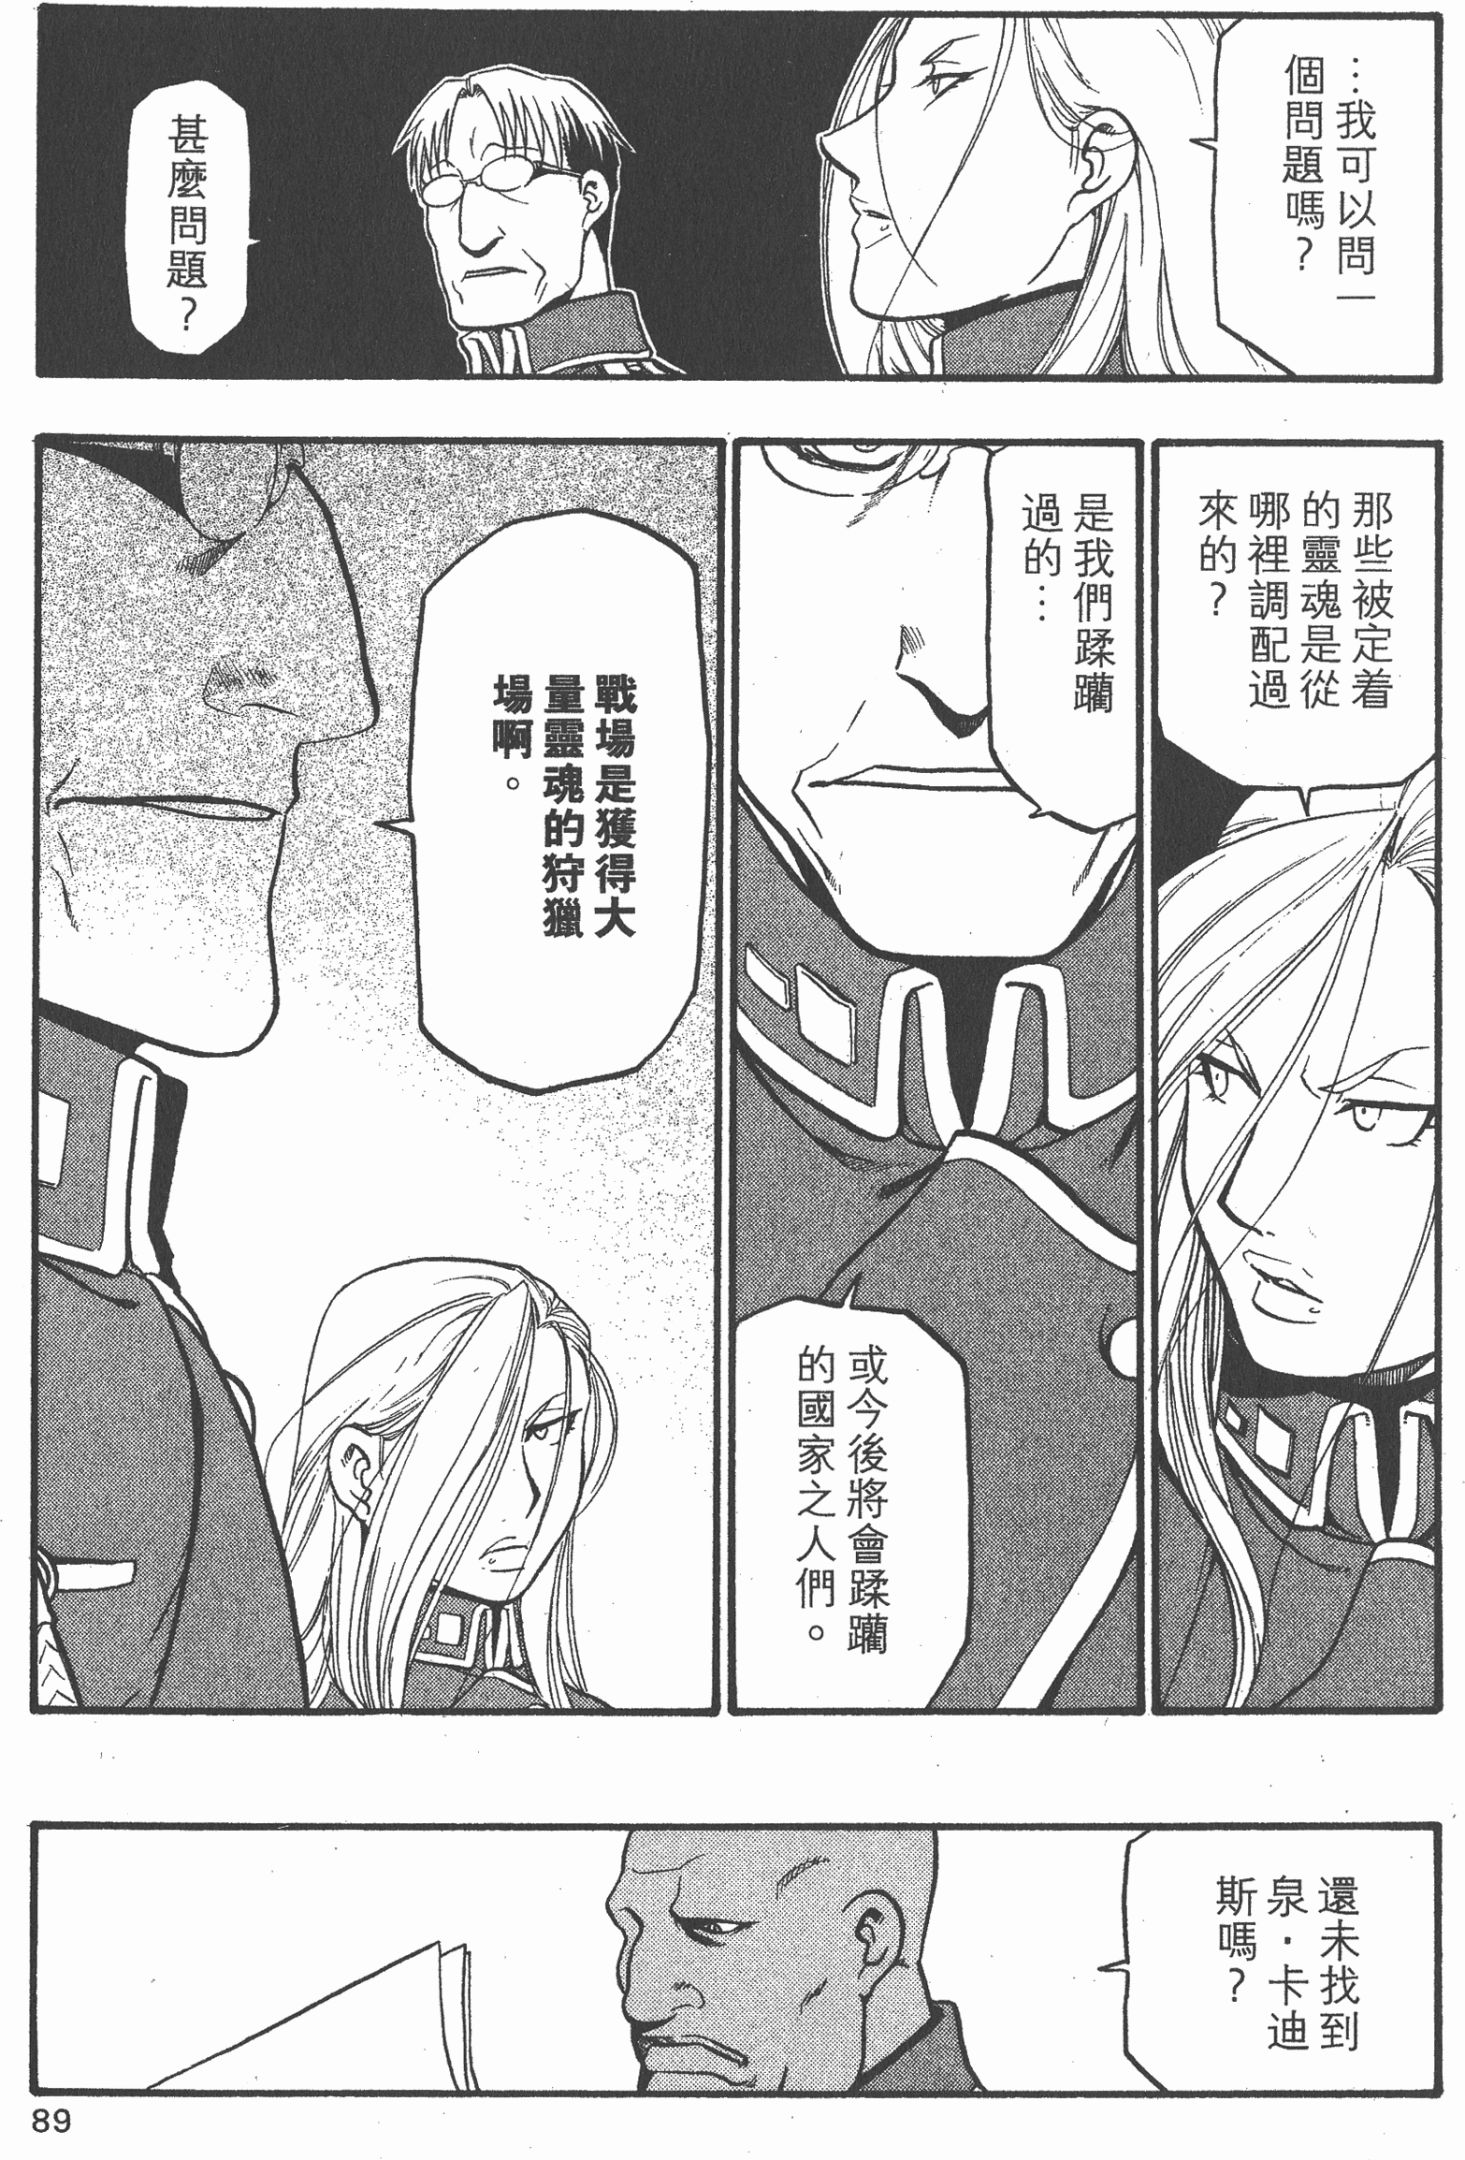 …我可以問一
個問題嗎？
甚麼問題？
那些被定着
的靈魂是從
哪裡調配過
來的？
是我們蹂躪
過的…
或今後將會蹂躪
的國家之人們。
戰場是獲得大
量靈魂的狩獵
場啊。
還未找到
泉・卡迪
斯嗎？
89